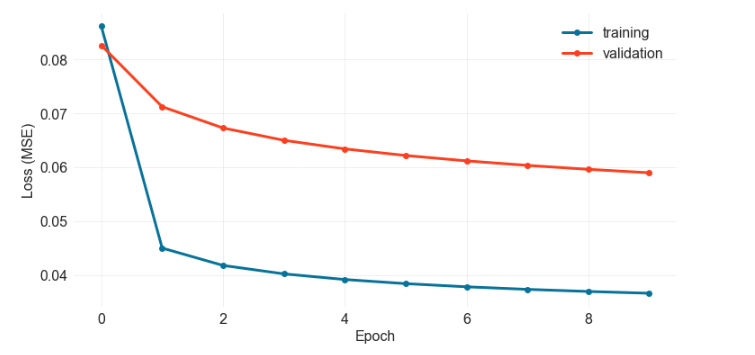 training
validation
0.08
0.07
0.06
0.05
0.04
Loss (MSE)
0 2 4 6 8
Epoch